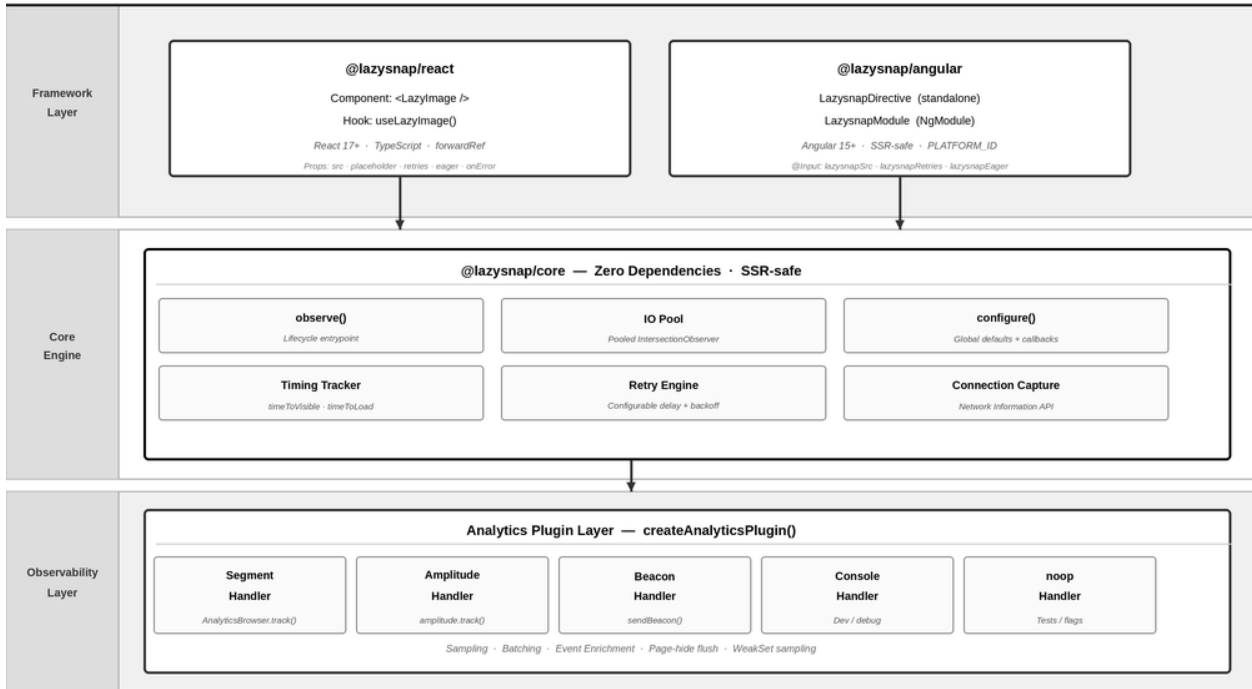 Framework
Layer
@lazysnap/react
Component: <LazyImage />
Hook: useLazyImage()
React 17+ · TypeScript · forwardRef
Props: src · placeholder · retries · eager · onError
@lazysnap/angular
LazysnapDirective (standalone)
LazysnapModule (NgModule)
Angular 15+ · SSR-safe · PLATFORM_ID
@Input: lazysnapSrc · lazysnapRetries · lazysnapEager
Core
Engine
@lazysnap/core — Zero Dependencies · SSR-safe
observe()
Lifecycle entrypoint
IO Pool
Pooled IntersectionObserver
configure()
Global defaults + callbacks
Timing Tracker
timeToVisible · timeToLoad
Retry Engine
Configurable delay + backoff
Connection Capture
Network Information API
Observability
Layer
Analytics Plugin Layer — createAnalyticsPlugin()
Segment
Handler
AnalyticsBrowser.track()
Amplitude
Handler
amplitude.track()
Beacon
Handler
sendBeacon()
Console
Handler
Dev / debug
noop
Handler
Tests / flags
Sampling · Batching · Event Enrichment · Page-hide flush · WeakSet sampling